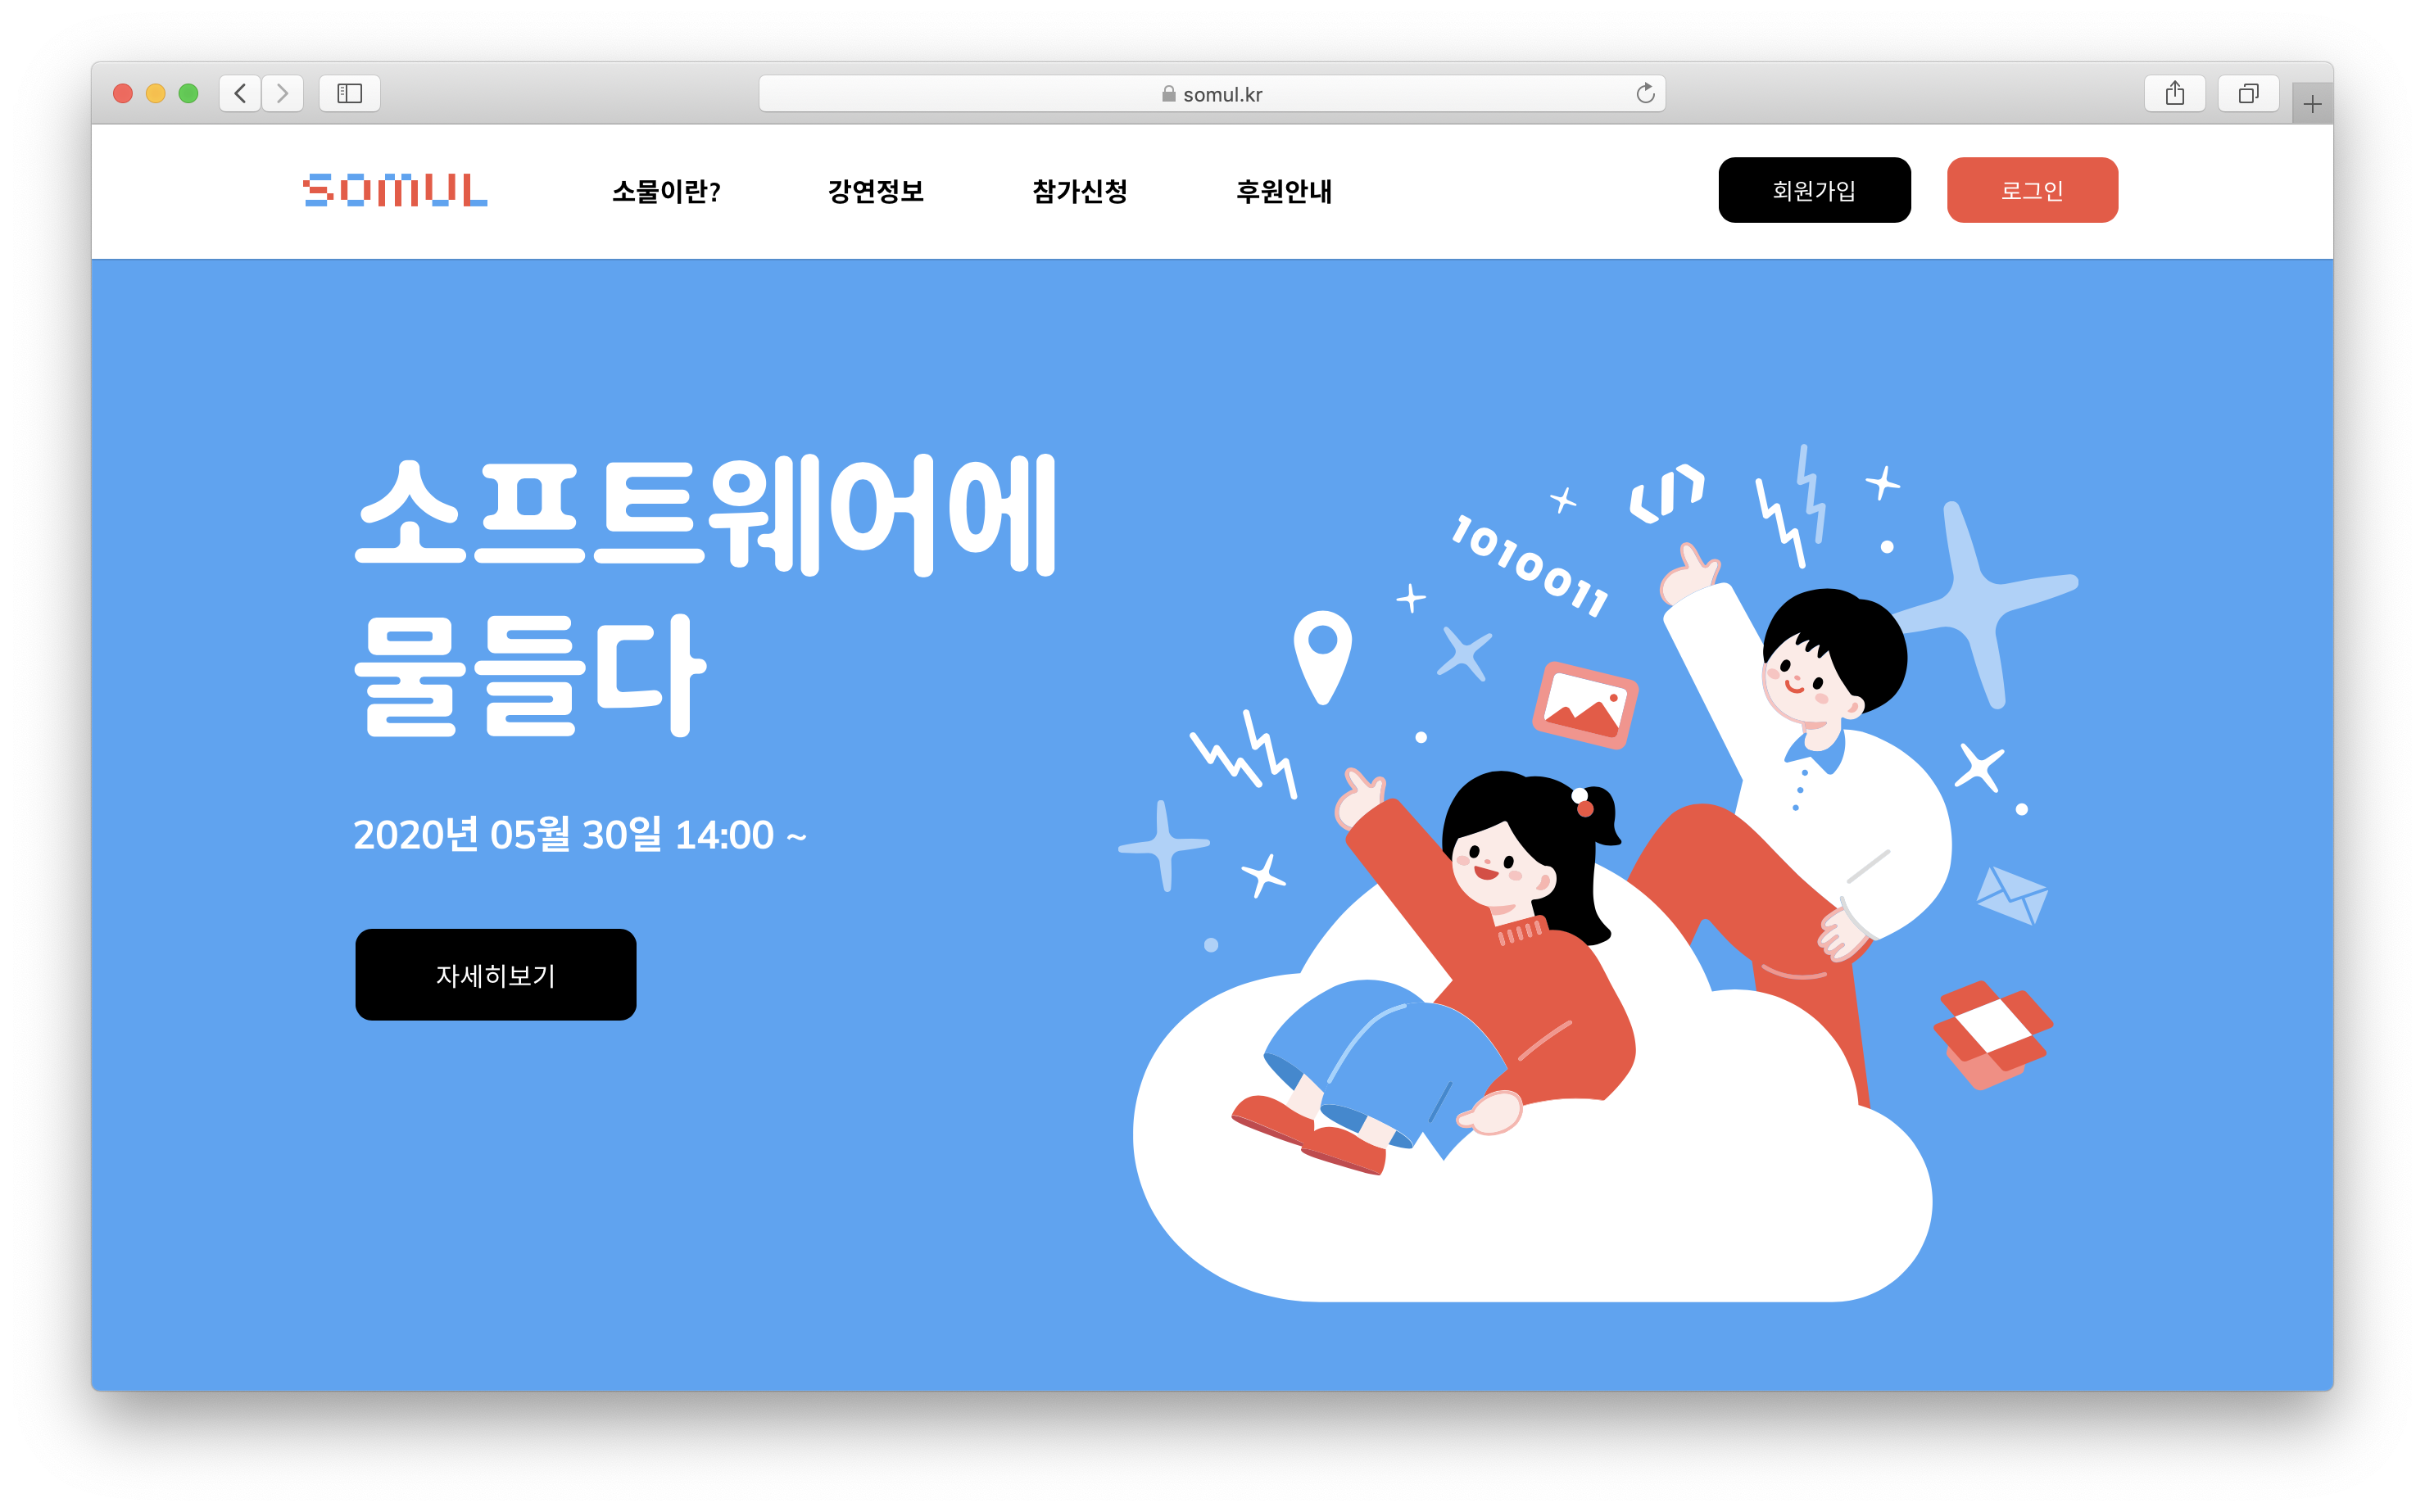 somul.kr
SOMUL
소물이란?
강연정보
참가신청
후원안내
회원가입
로그인
소프트웨어에
물들다
2020년 05월 30일 14:00 ~
자세히보기
1010011